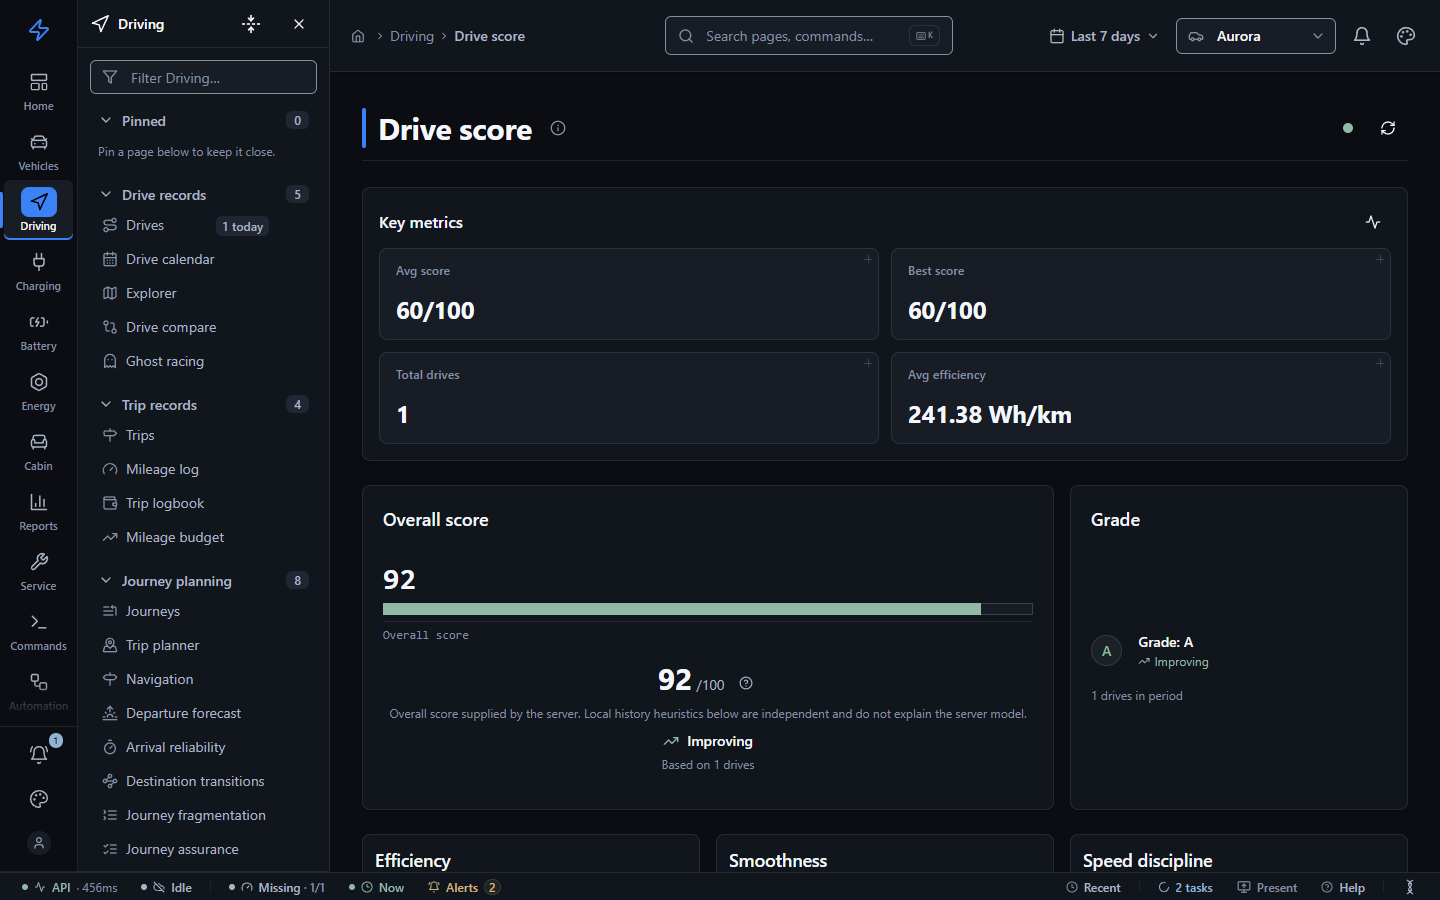 Home
Vehicles
Driving
Charging
Battery
Energy
Cabin
Reports
Service
Commands
Automation
1
Driving
Filter Driving...
Pinned
0
Pin a page below to keep it close.
Drive records
5
Drives
1 today
Drive calendar
Explorer
Drive compare
Ghost racing
Trip records
4
Trips
Mileage log
Trip logbook
Mileage budget
Journey planning
8
Journeys
Trip planner
Navigation
Departure forecast
Arrival reliability
Destination transitions
Journey fragmentation
Journey assurance
Driving
Drive score
Search pages, commands...
K
Last 7 days
Aurora
Drive score
Key metrics
Avg score
60/100
Best score
60/100
Total drives
1
Avg efficiency
241.38 Wh/km
Overall score
92
Overall score
92 /100
Overall score supplied by the server. Local history heuristics below are independent and do not explain the server model.
Improving
Based on 1 drives
Grade
A
Grade: A
Improving
1 drives in period
Efficiency
Smoothness
Speed discipline
API · 456ms
Idle
Missing · 1/1
Now
Alerts 2
Recent
2 tasks
Present
Help